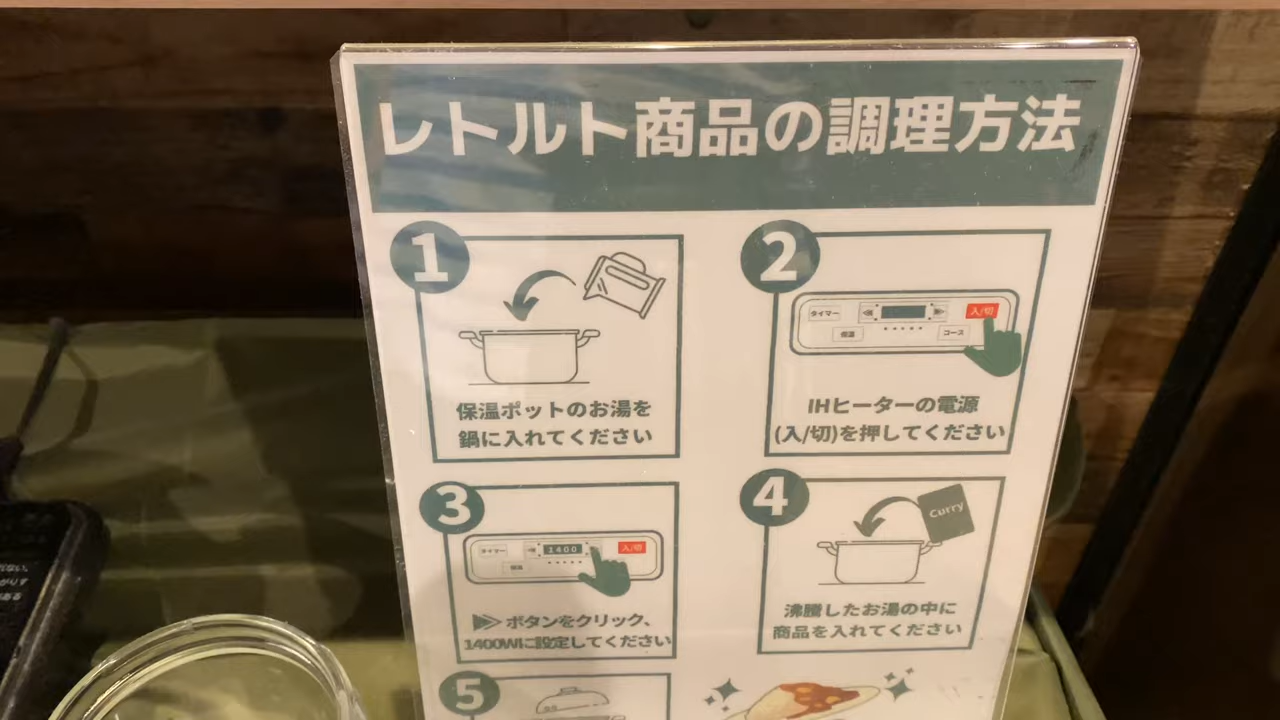 レトルト商品の調理方法
1
保温ポットのお湯を
鍋に入れてください
2
タイマー
入/切
保温
コース
IHヒーターの電源
(入/切)を押してください
3
タイマー
1400
入/切
保温
ボタンをクリック、
1400Wに設定してください
4
Curry
沸騰したお湯の中に
商品を入れてください
5